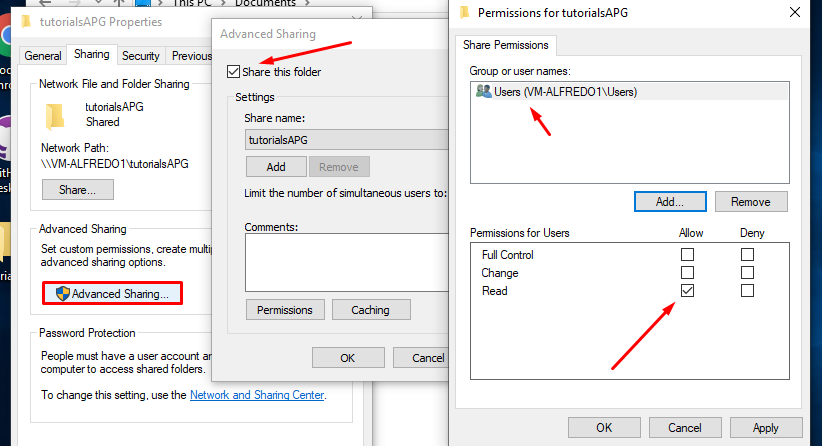 This PC
Documents
tutorialsAPG Properties
General
Sharing
Security
Previous
Network File and Folder Sharing
tutorialsAPG
Shared
Network Path:
\\VM-ALFREDO1\tutorialsAPG
Share...
Advanced Sharing
Set custom permissions, create
advanced sharing options.
Advanced Sharing...
Password Protection
People must have a user account
computer to access shared folders.
To change this setting, use the Network and Sharing Center.
Advanced Sharing
Share this folder
Settings
Share name:
tutorialsAPG
Add
Remove
Limit the number of simultaneous users to:
Comments:
Permissions
Caching
OK
Cancel
Permissions for tutorialsAPG
Share Permissions
Group or user names:
Users (VM-ALFREDO1\Users)
Add...
Remove
Permissions for Users Allow Deny
Full Control
Change
Read
OK
Cancel
Apply